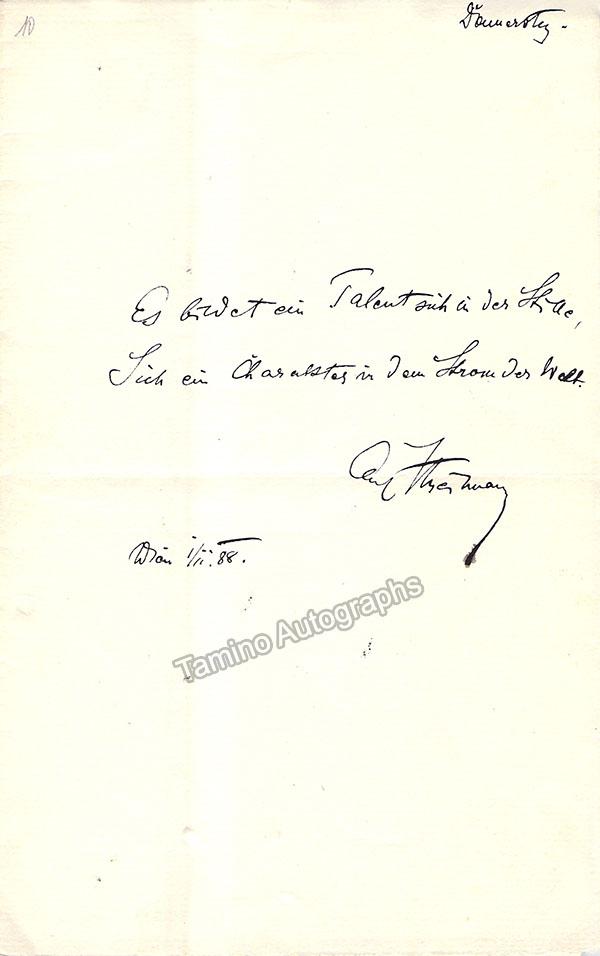 10
Donnerstag.
Es bildet ein Talent sich in der Stille,
Sich ein Charakter in dem Strom der Welt.
Wien 1/II. 88.
Tamino Autographs